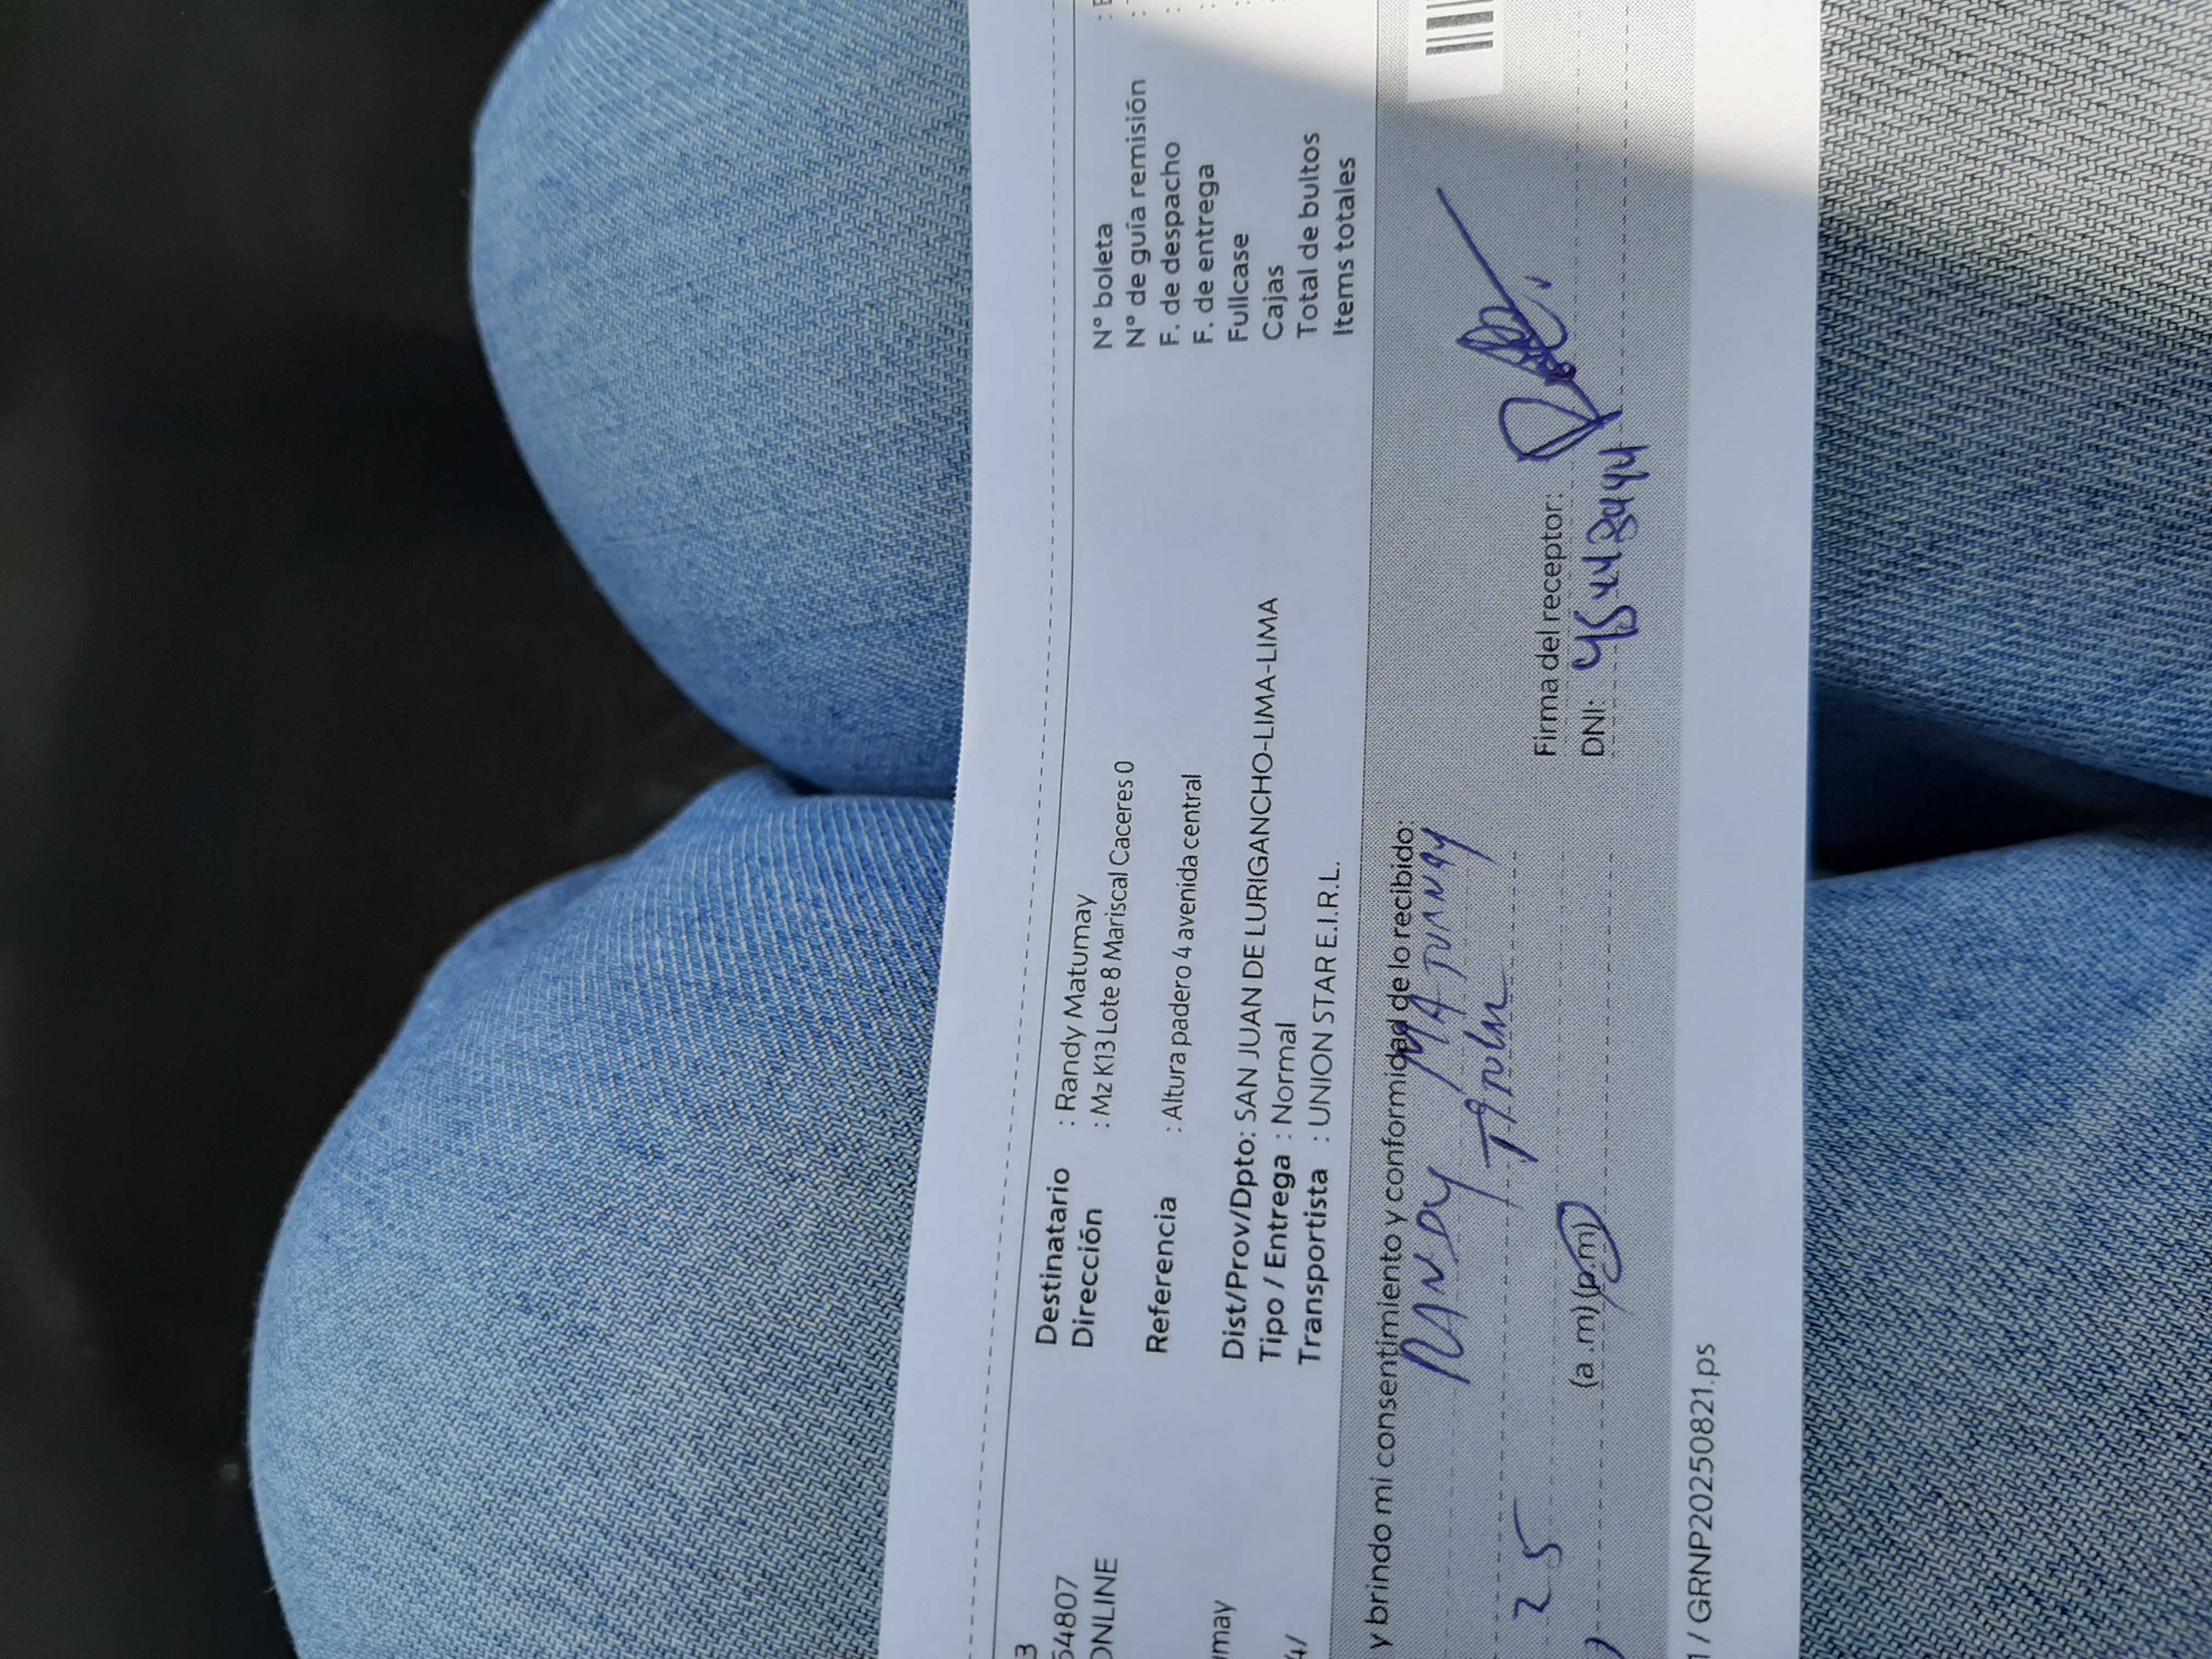 3
54807
ONLINE
umay
4/
Destinatario : Randy Matumay
Dirección : Mz K13 Lote 8 Mariscal Caceres 0
Referencia : Altura padero 4 avenida central
Dist/Prov/Dpto: SAN JUAN DE LURIGANCHO-LIMA-LIMA
Tipo / Entrega : Normal
Transportista : UNION STAR E.I.R.L.
N° boleta
N° de guía remisión
F. de despacho
F. de entrega
Fullcase
Cajas
Total de bultos
Items totales
y brindo mi consentimiento y conformidad de lo recibido:
RANDY
25
(a .m) (p.m)
Firma del receptor:
DNI:
1 / GRNP20250821.ps